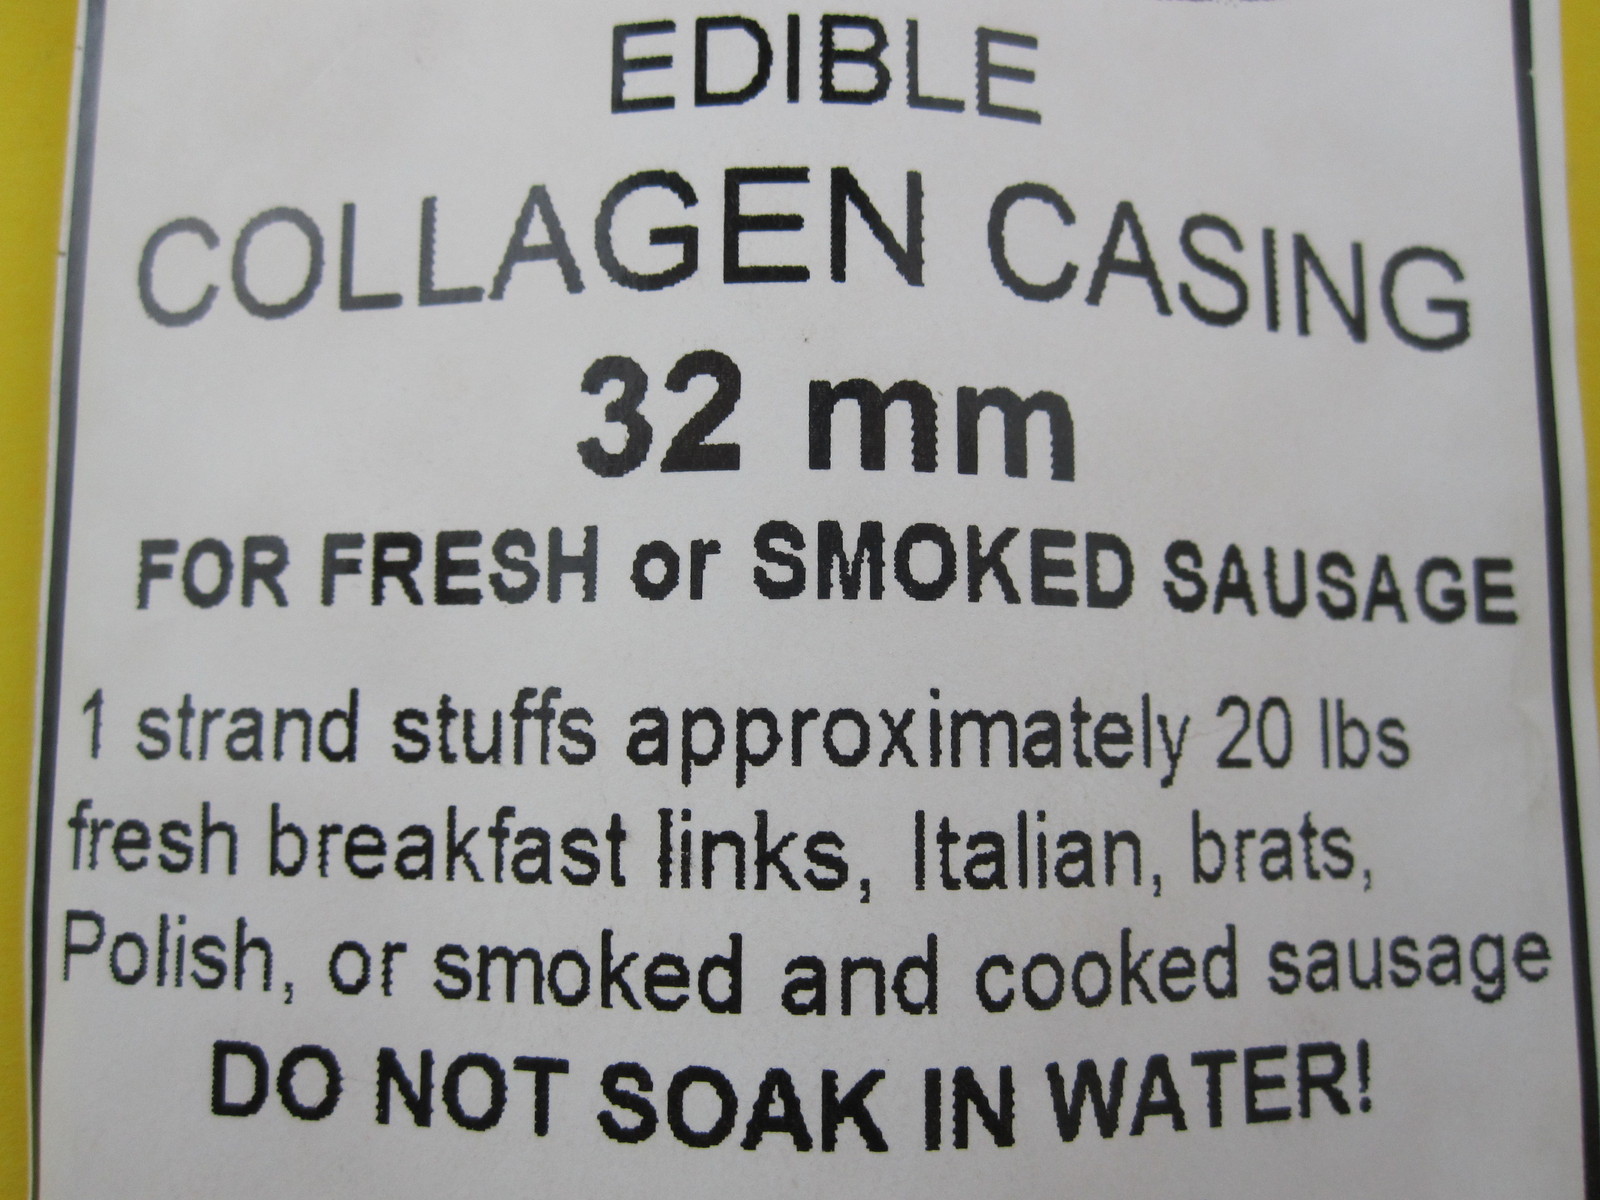 EDIBLE
COLLAGEN CASING
32 mm
FOR FRESH or SMOKED SAUSAGE
1 strand stuffs approximately 20 lbs
fresh breakfast links, Italian, brats,
Polish, or smoked and cooked sausage
DO NOT SOAK IN WATER!